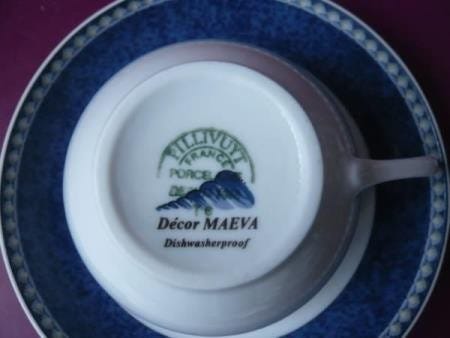 PILLIVUYT
FRANCE
PORCEL
Décor MAEVA
Dishwasherproof